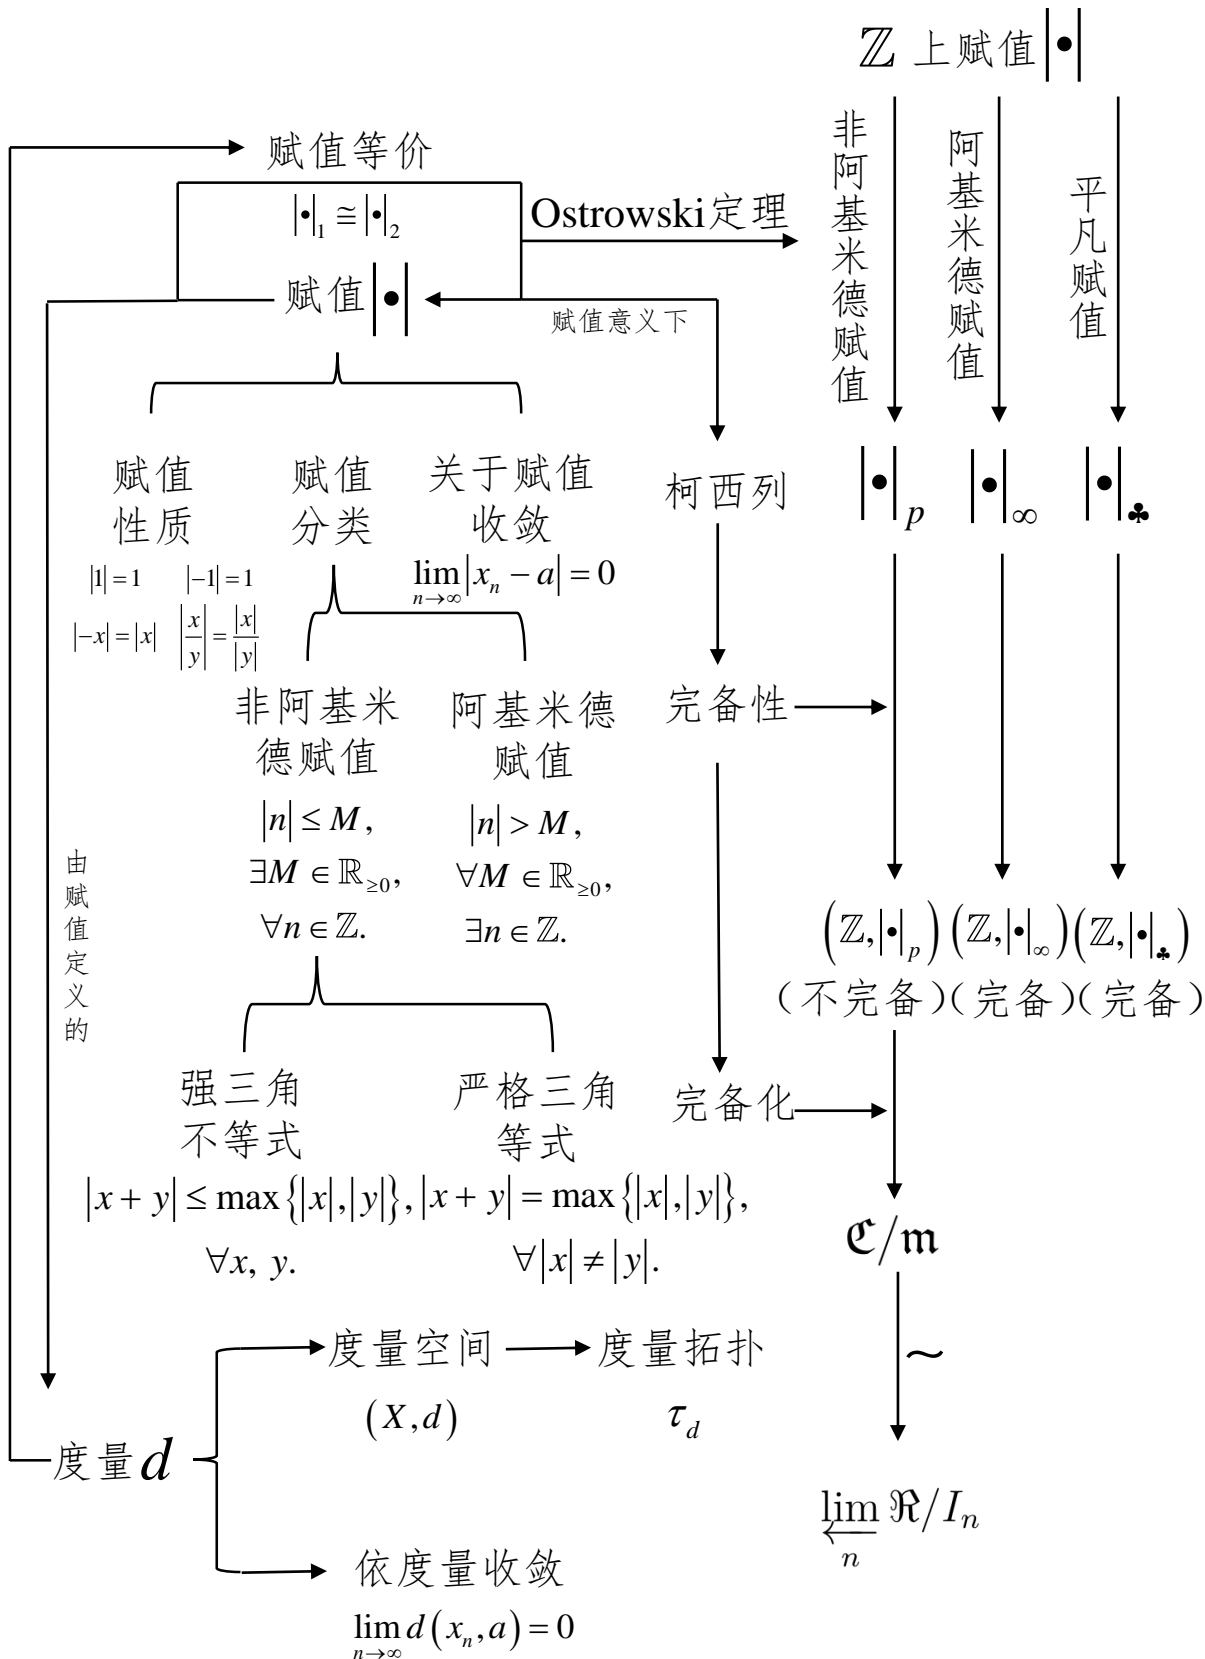 ℤ 上赋值|•|
非阿基米德赋值
阿基米德赋值
平凡赋值
赋值等价
|•|₁ ≅ |•|₂
Ostrowski定理
赋值|•|
赋值意义下
赋值
性质
赋值
分类
关于赋值
收敛
柯西列
|•|_p
|•|_∞
|•|_♣
|1| = 1 |−1| = 1
|−x| = |x| |x/y| = |x|/|y|
lim_{n→∞} |x_n − a| = 0
非阿基米
德赋值
阿基米德
赋值
完备性
|n| ≤ M,
∃M ∈ ℝ_{≥0},
∀n ∈ ℤ.
|n| > M,
∀M ∈ ℝ_{≥0},
∃n ∈ ℤ.
由赋值定义的
(ℤ, |•|_p) (ℤ, |•|_∞) (ℤ, |•|_♣)
（不完备）（完备）（完备）
强三角
不等式
严格三角
等式
完备化
|x + y| ≤ max{|x|, |y|},
∀x, y.
|x + y| = max{|x|, |y|},
∀|x| ≠ |y|.
ℭ/𝔪
∼
度量空间
(X, d)
度量拓扑
τ_d
度量d
lim_{←n} ℜ/I_n
依度量收敛
lim_{n→∞} d(x_n, a) = 0